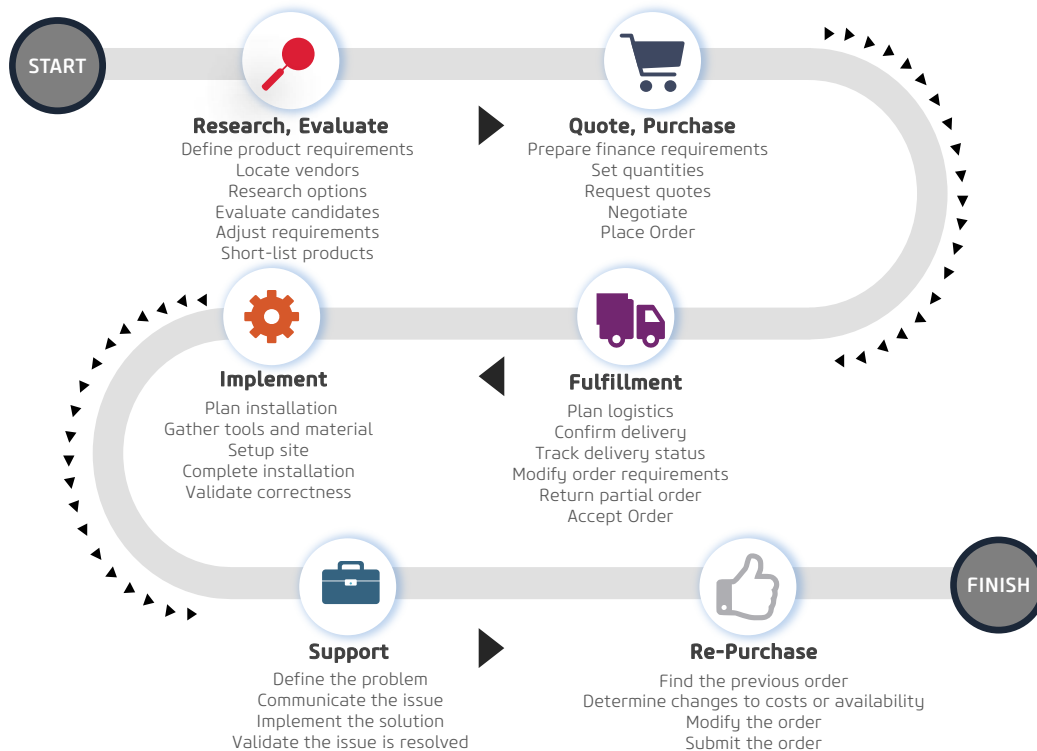 START
Research, Evaluate
Define product requirements
Locate vendors
Research options
Evaluate candidates
Adjust requirements
Short-list products
Quote, Purchase
Prepare finance requirements
Set quantities
Request quotes
Negotiate
Place Order
Fulfillment
Plan logistics
Confirm delivery
Track delivery status
Modify order requirements
Return partial order
Accept Order
Implement
Plan installation
Gather tools and material
Setup site
Complete installation
Validate correctness
Support
Define the problem
Communicate the issue
Implement the solution
Validate the issue is resolved
Re-Purchase
Find the previous order
Determine changes to costs or availability
Modify the order
Submit the order
FINISH